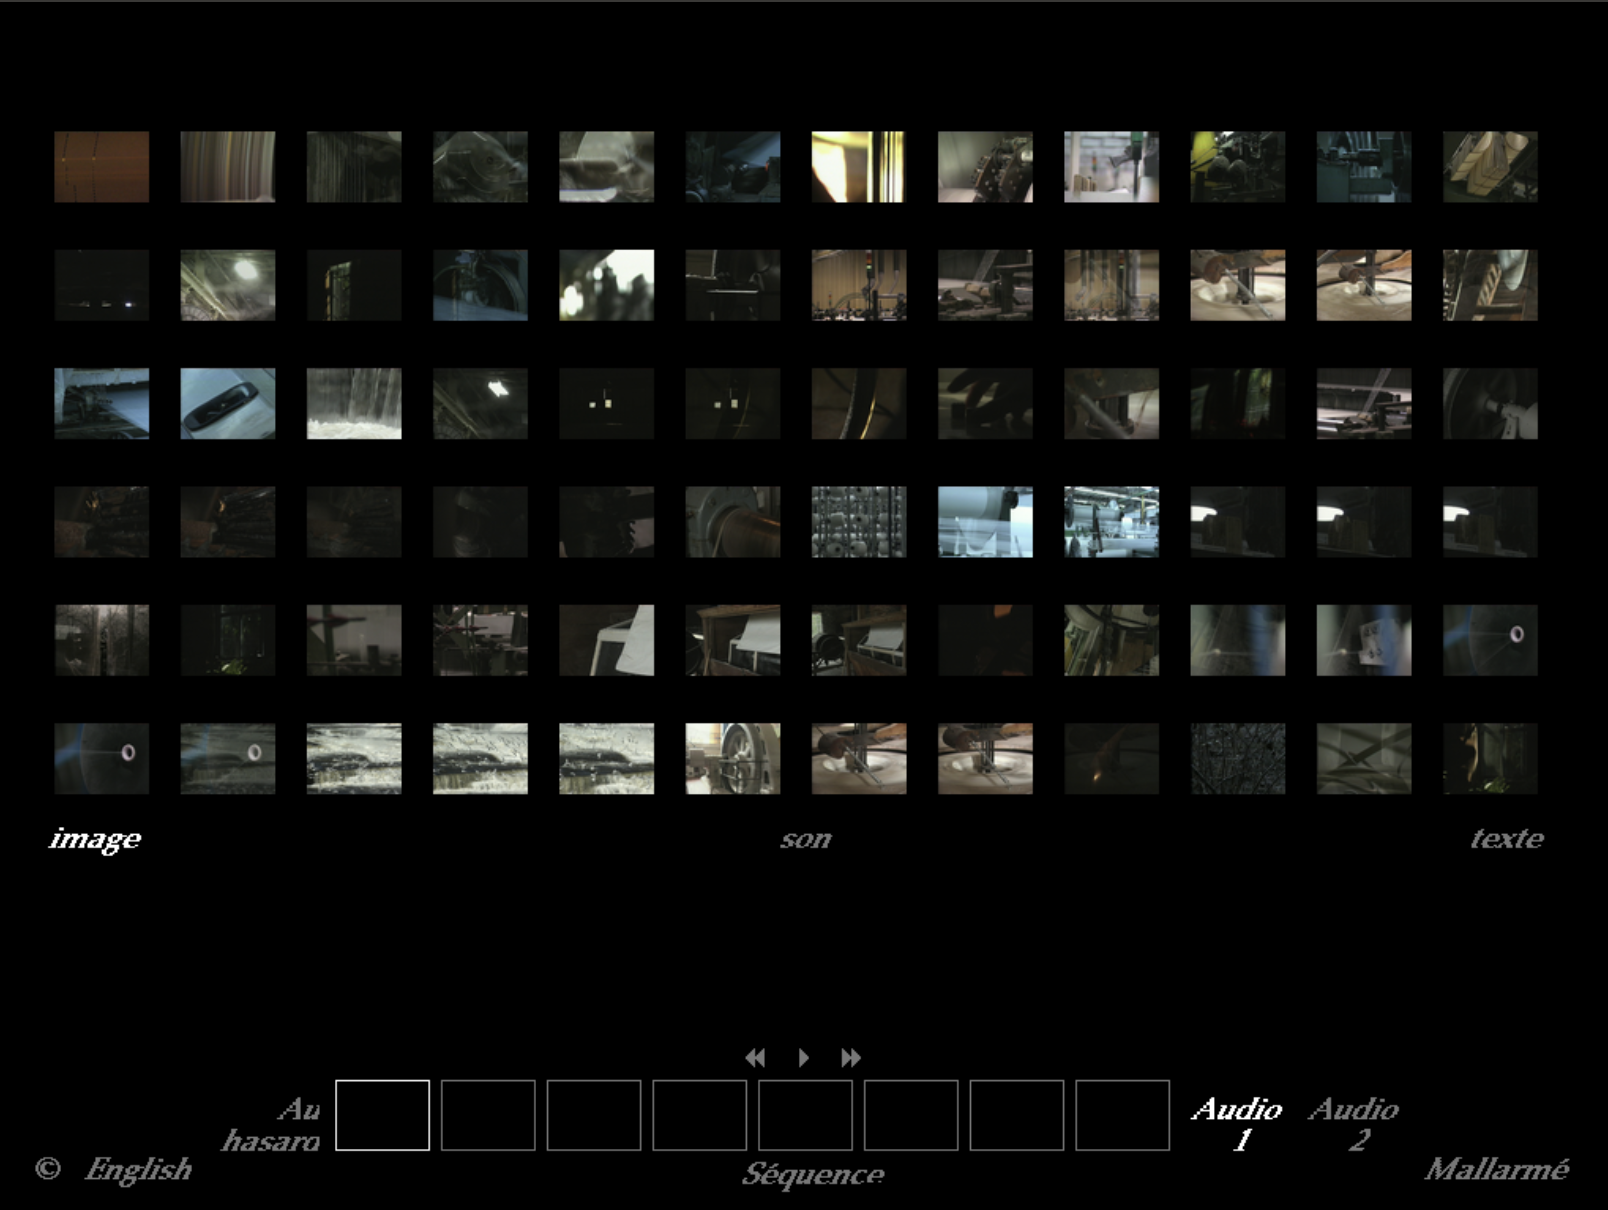 image son texte
Au
hasard
Audio
1
Audio
2
© English
Séquence
Mallarmé